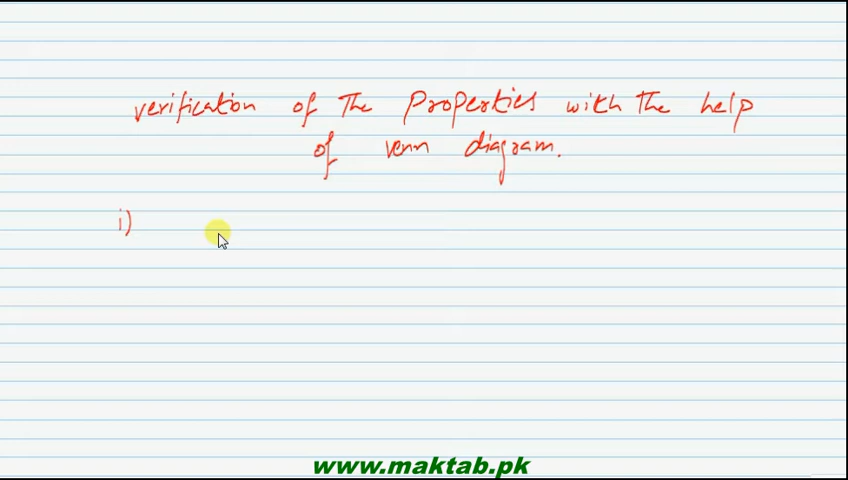 verification of The Properties with The help
of venn diagram.
i)
www.maktab.pk